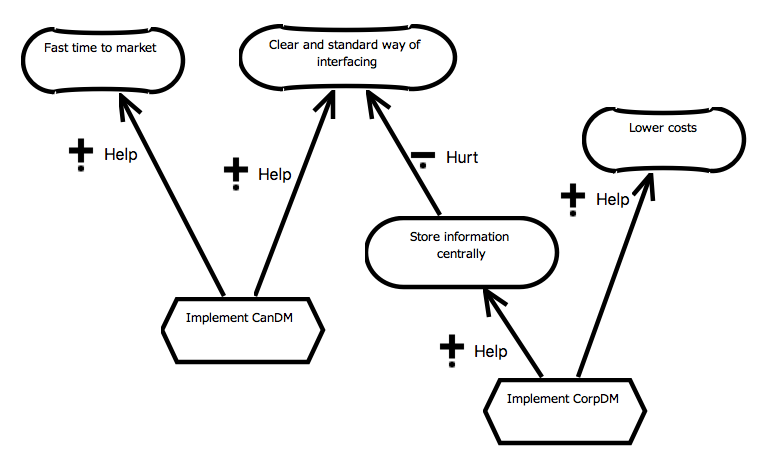 Fast time to market
Clear and standard way of
interfacing
Lower costs
Help
Help
Hurt
Help
Store information
centrally
Implement CanDM
Help
Implement CorpDM